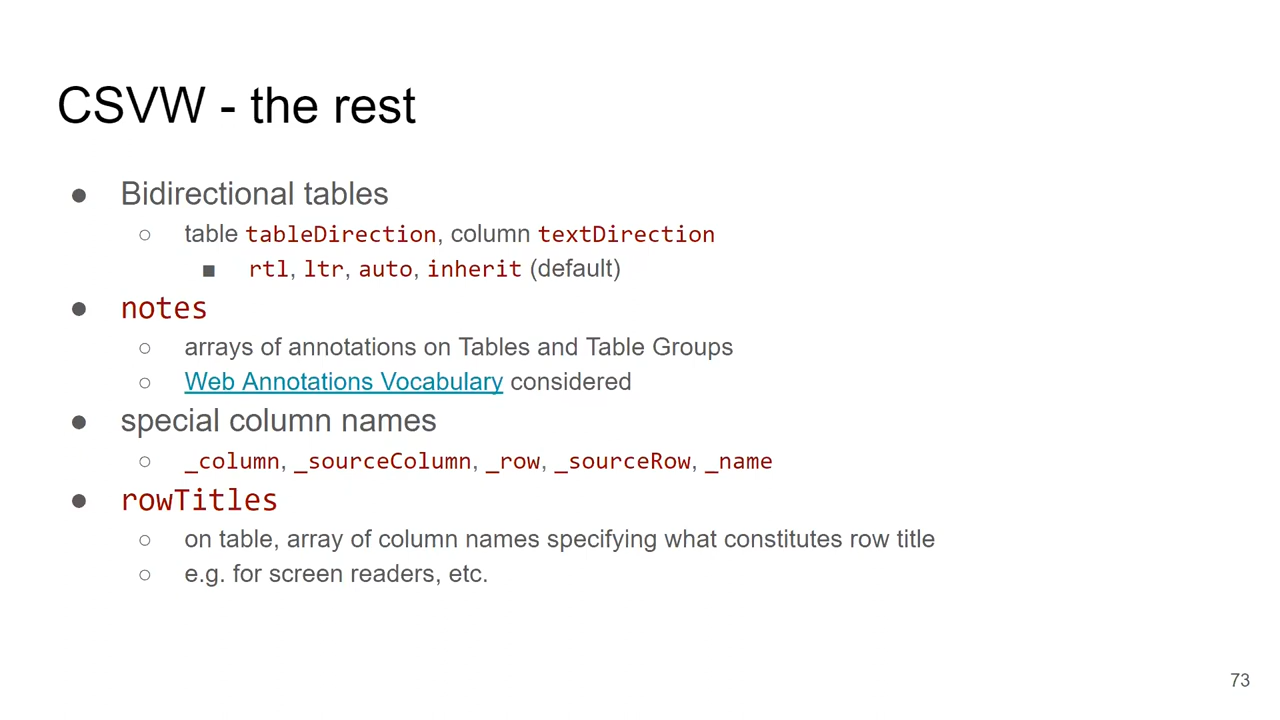 CSVW - the rest
● Bidirectional tables
○ table tableDirection, column textDirection
■ rtl, ltr, auto, inherit (default)
● notes
○ arrays of annotations on Tables and Table Groups
○ Web Annotations Vocabulary considered
● special column names
○ _column, _sourceColumn, _row, _sourceRow, _name
● rowTitles
○ on table, array of column names specifying what constitutes row title
○ e.g. for screen readers, etc.
73